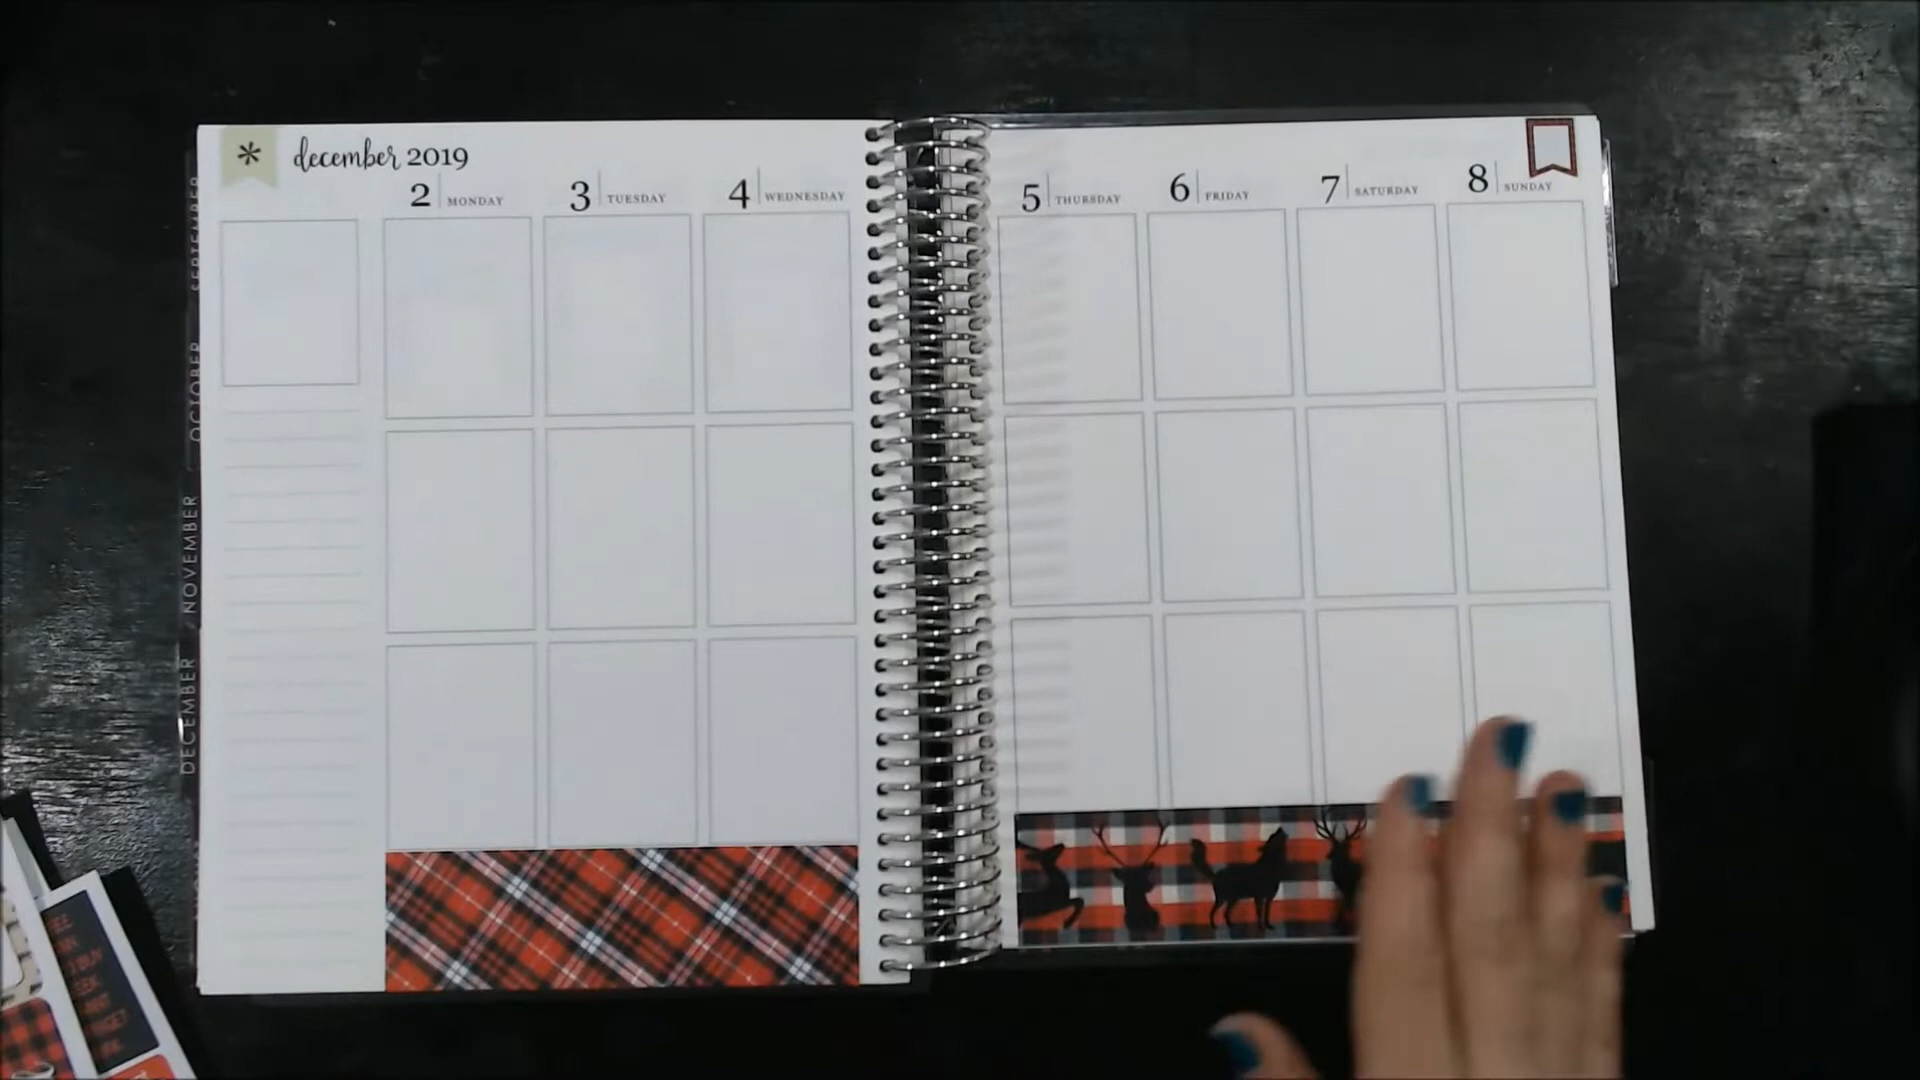 * december 2019
2 MONDAY
3 TUESDAY
4 WEDNESDAY
5 THURSDAY
6 FRIDAY
7 SATURDAY
8 SUNDAY
SEPTEMBER
OCTOBER
NOVEMBER
DECEMBER